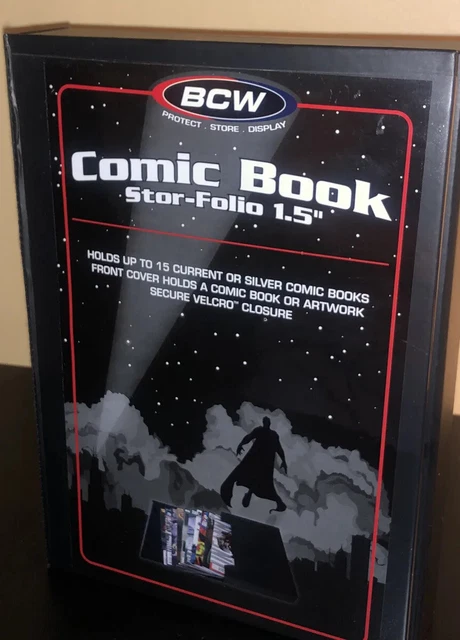 BCW
PROTECT . STORE . DISPLAY
Comic Book
Stor-Folio 1.5"
HOLDS UP TO 15 CURRENT OR SILVER COMIC BOOKS
FRONT COVER HOLDS A COMIC BOOK OR ARTWORK
SECURE VELCRO™ CLOSURE